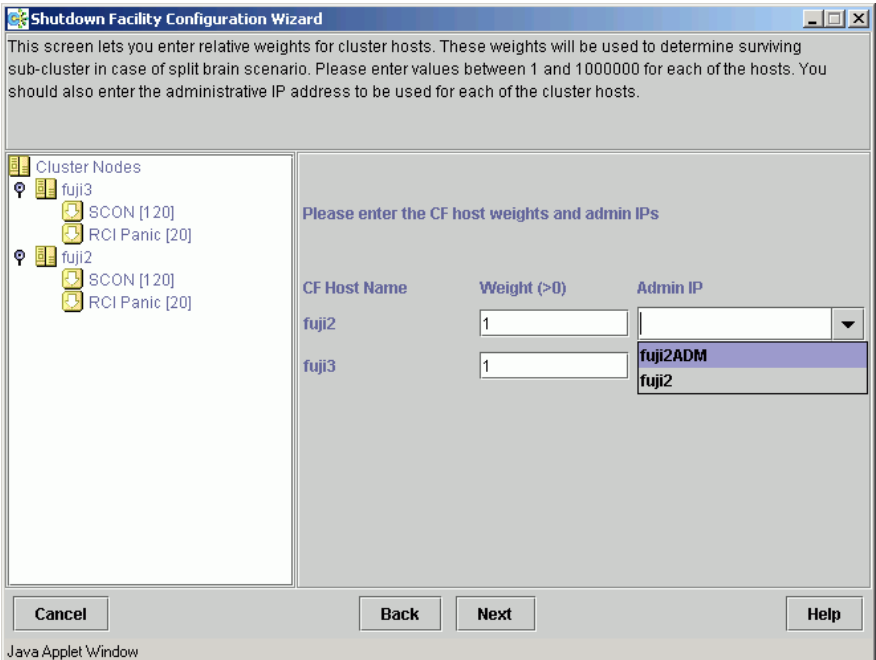 Shutdown Facility Configuration Wizard
This screen lets you enter relative weights for cluster hosts. These weights will be used to determine surviving
sub-cluster in case of split brain scenario. Please enter values between 1 and 1000000 for each of the hosts. You
should also enter the administrative IP address to be used for each of the cluster hosts.
Cluster Nodes
fuji3
SCON [120]
RCI Panic [20]
fuji2
SCON [120]
RCI Panic [20]
Please enter the CF host weights and admin IPs
CF Host Name Weight (>0) Admin IP
fuji2 1
fuji2ADM
fuji3 1
fuji2
Cancel Back Next Help
Java Applet Window